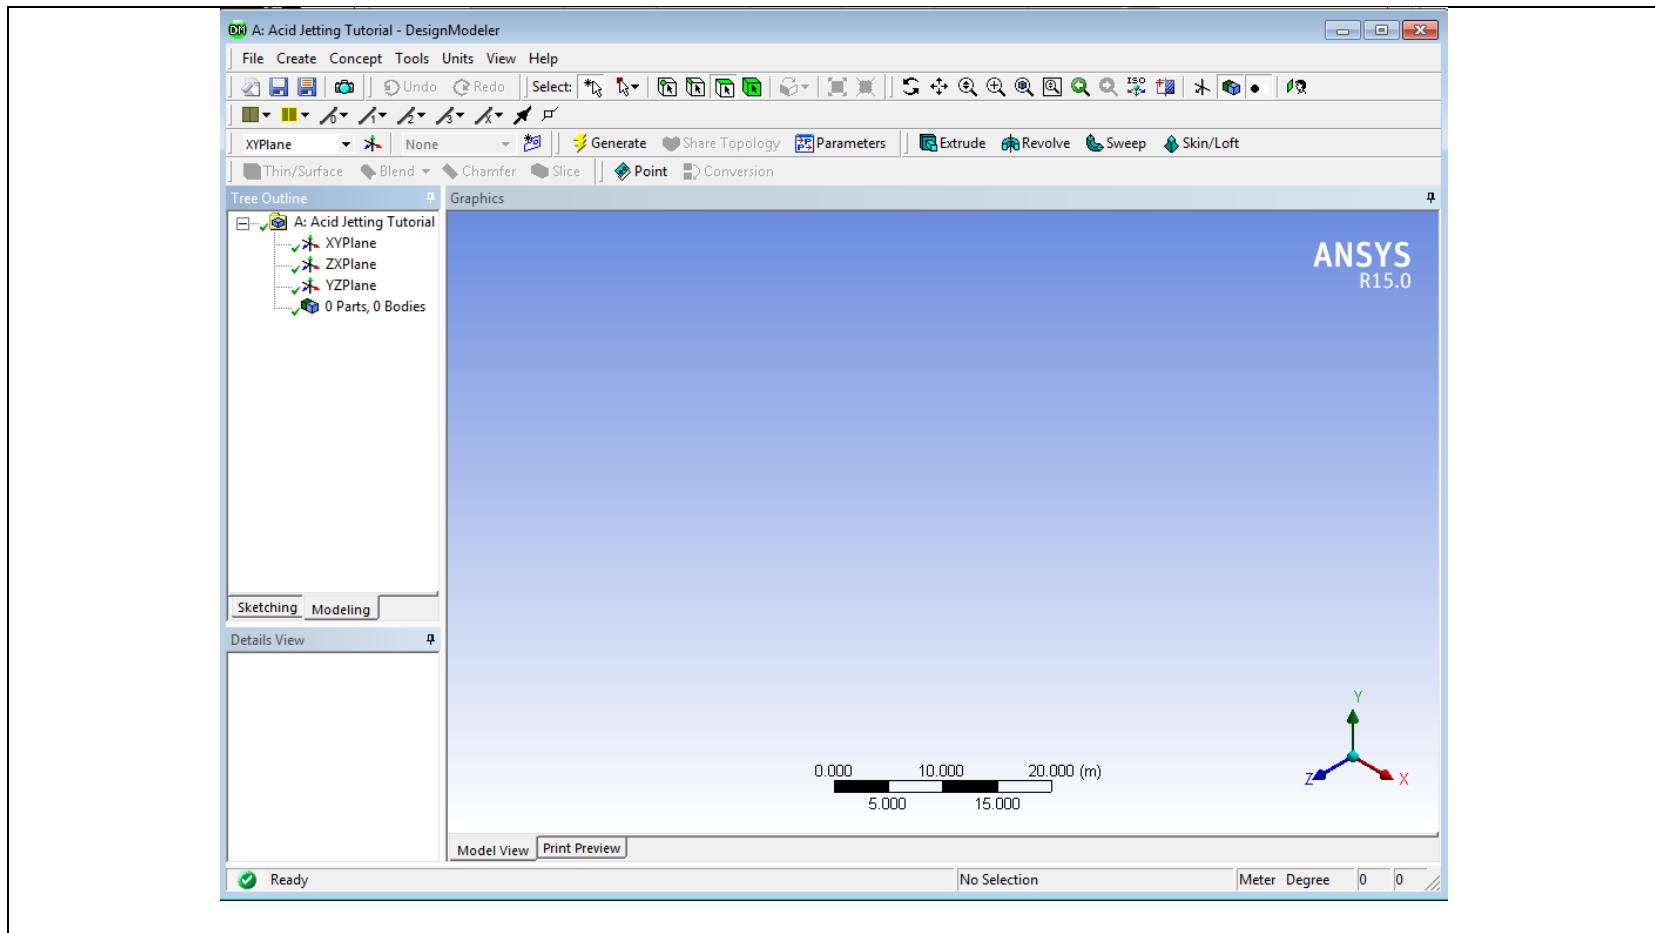 A: Acid Jetting Tutorial - DesignModeler
File Create Concept Tools Units View Help
Undo Redo Select: ISO
XYPlane None Generate Share Topology Parameters Extrude Revolve Sweep Skin/Loft
Thin/Surface Blend Chamfer Slice Point Conversion
Tree Outline
A: Acid Jetting Tutorial
XYPlane
ZXPlane
YZPlane
0 Parts, 0 Bodies
Sketching Modeling
Details View
Graphics
ANSYS
R15.0
Y
Z X
0.000 10.000 20.000 (m)
5.000 15.000
Model View Print Preview
Ready No Selection Meter Degree 0 0